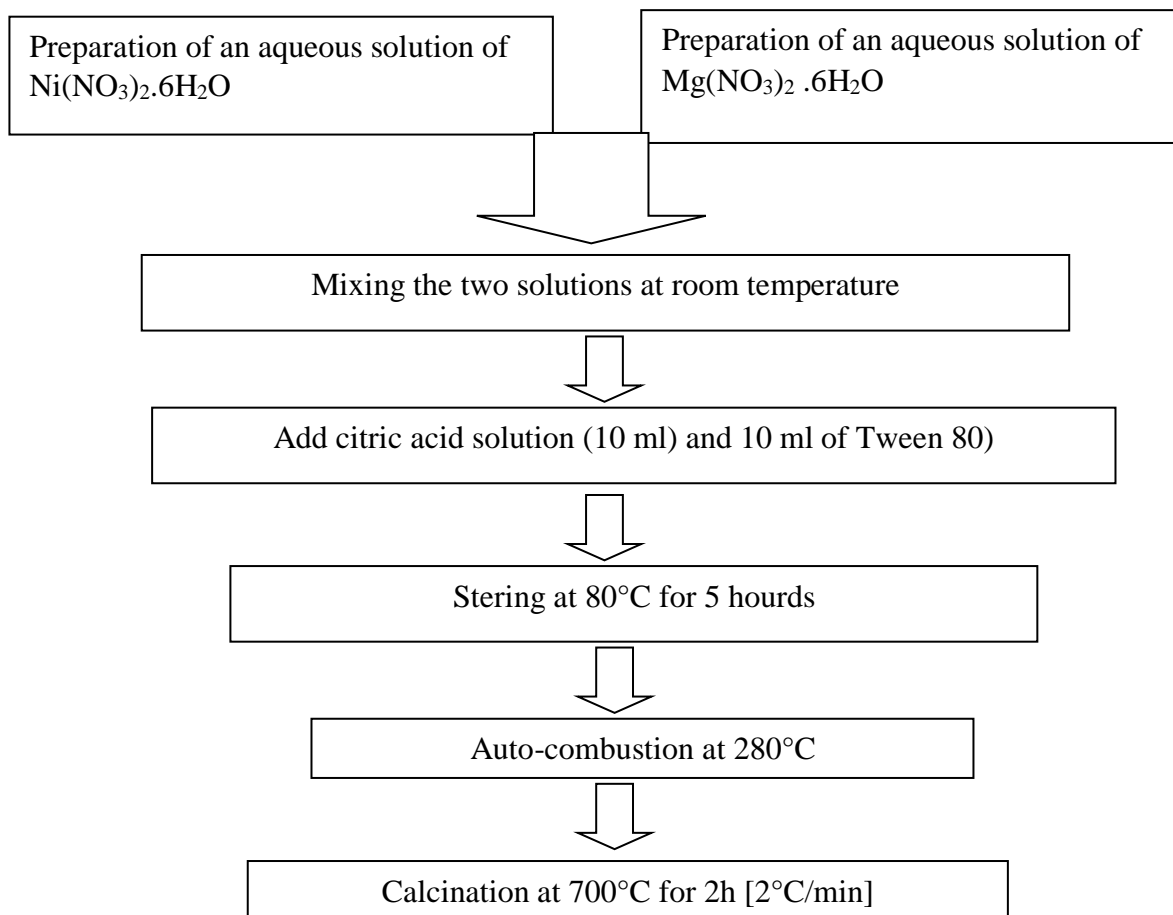 Preparation of an aqueous solution of
Ni(NO₃)₂.6H₂O
Preparation of an aqueous solution of
Mg(NO₃)₂ .6H₂O
Mixing the two solutions at room temperature
Add citric acid solution (10 ml) and 10 ml of Tween 80)
Stering at 80°C for 5 hourds
Auto-combustion at 280°C
Calcination at 700°C for 2h [2°C/min]